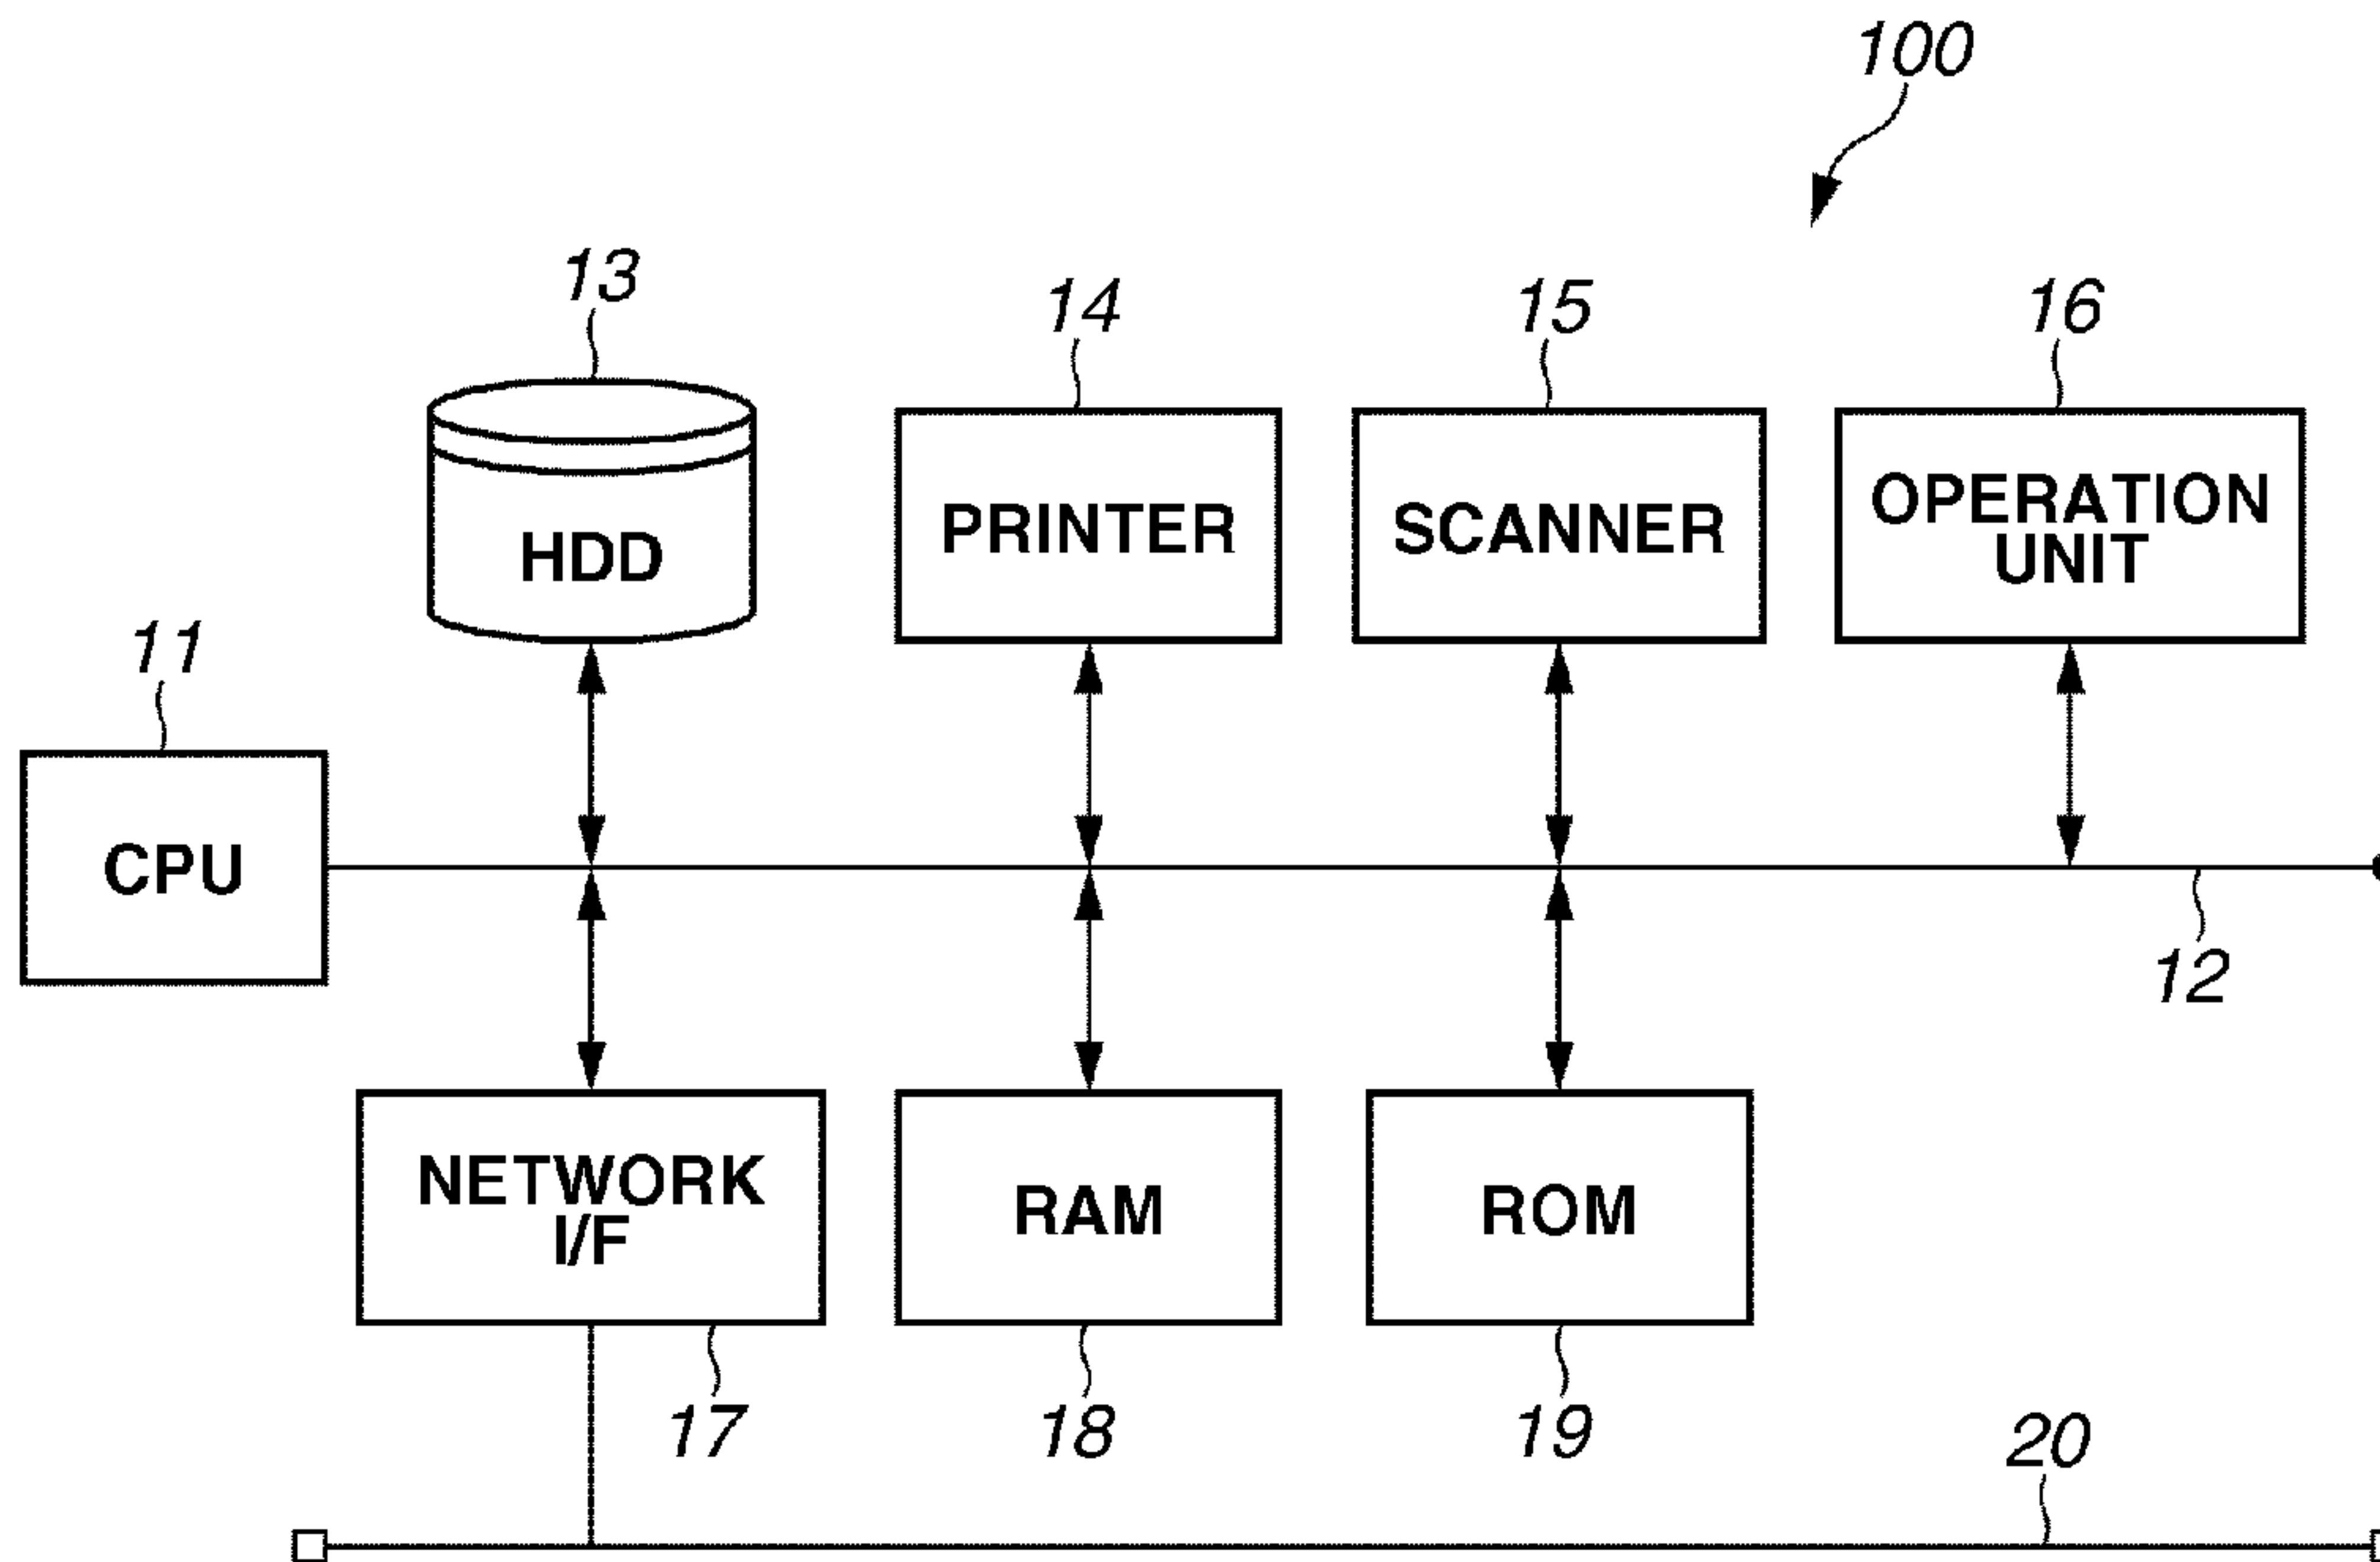 100
13
14
15
16
HDD
PRINTER
SCANNER
OPERATION
UNIT
11
CPU
12
NETWORK
I/F
RAM
ROM
17
18
19
20